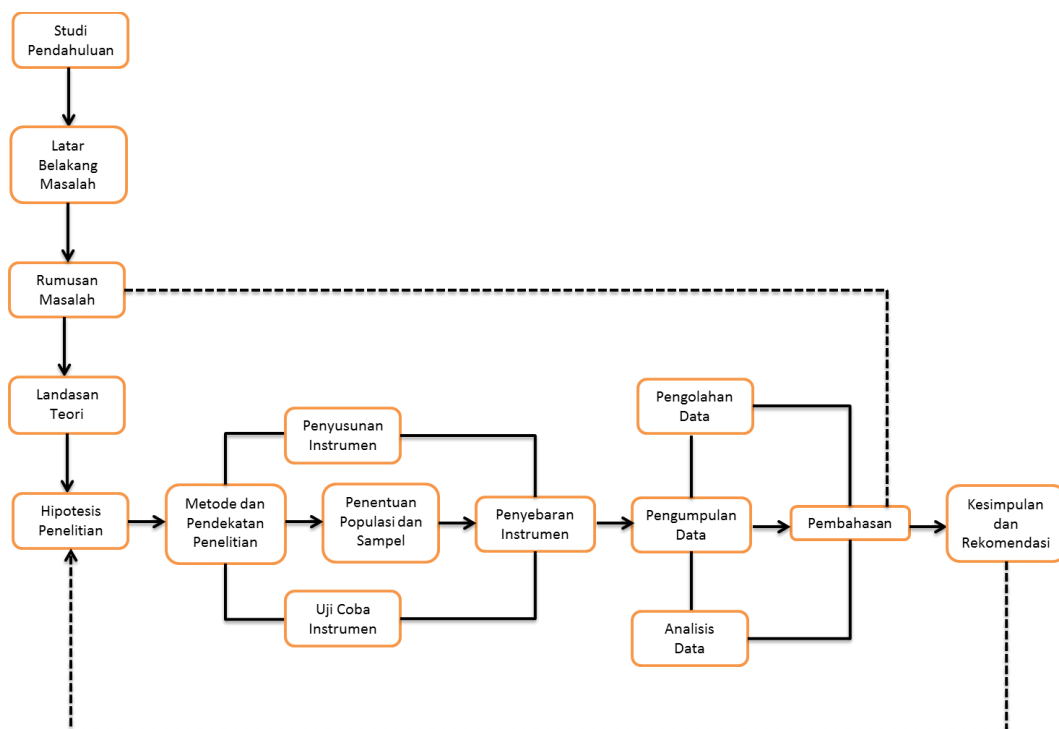 Studi
Pendahuluan
Latar
Belakang
Masalah
Rumusan
Masalah
Landasan
Teori
Hipotesis
Penelitian
Metode dan
Pendekatan
Penelitian
Penyusunan
Instrumen
Penentuan
Populasi dan
Sampel
Uji Coba
Instrumen
Penyebaran
Instrumen
Pengolahan
Data
Pengumpulan
Data
Analisis
Data
Pembahasan
Kesimpulan
dan
Rekomendasi